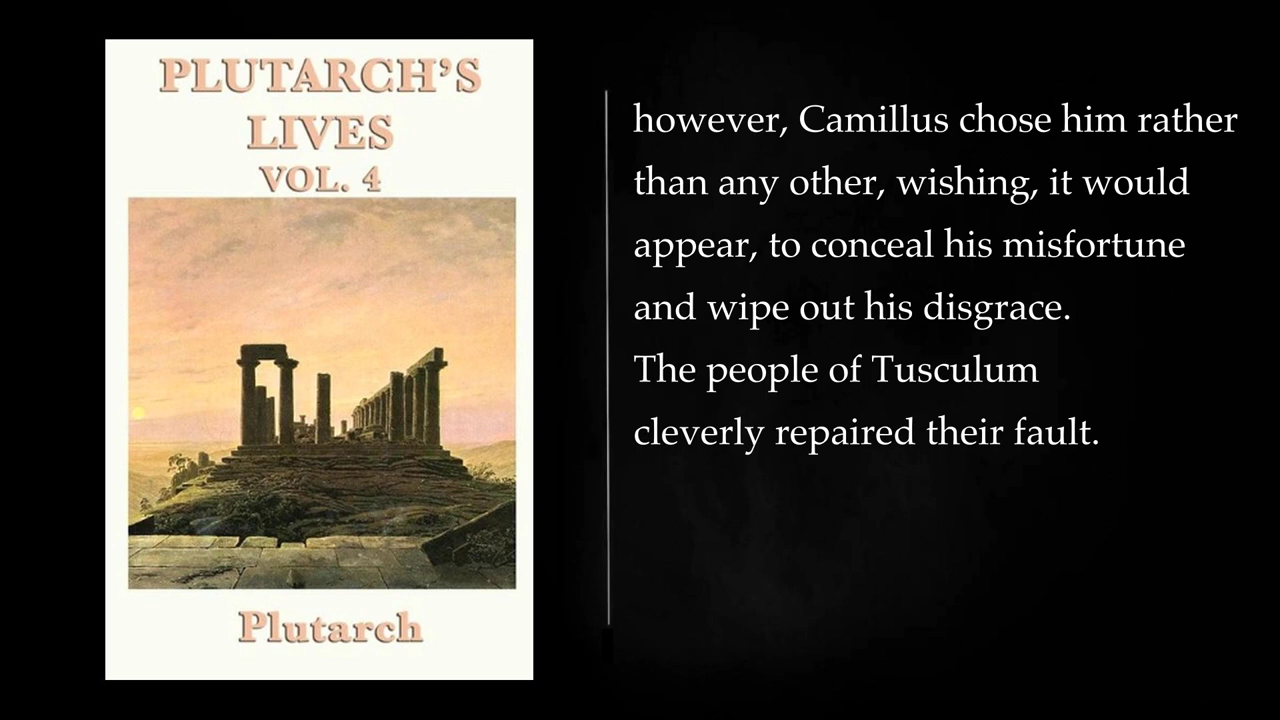 PLUTARCH'S
LIVES
VOL. 4
Plutarch
however, Camillus chose him rather
than any other, wishing, it would
appear, to conceal his misfortune
and wipe out his disgrace.
The people of Tusculum
cleverly repaired their fault.